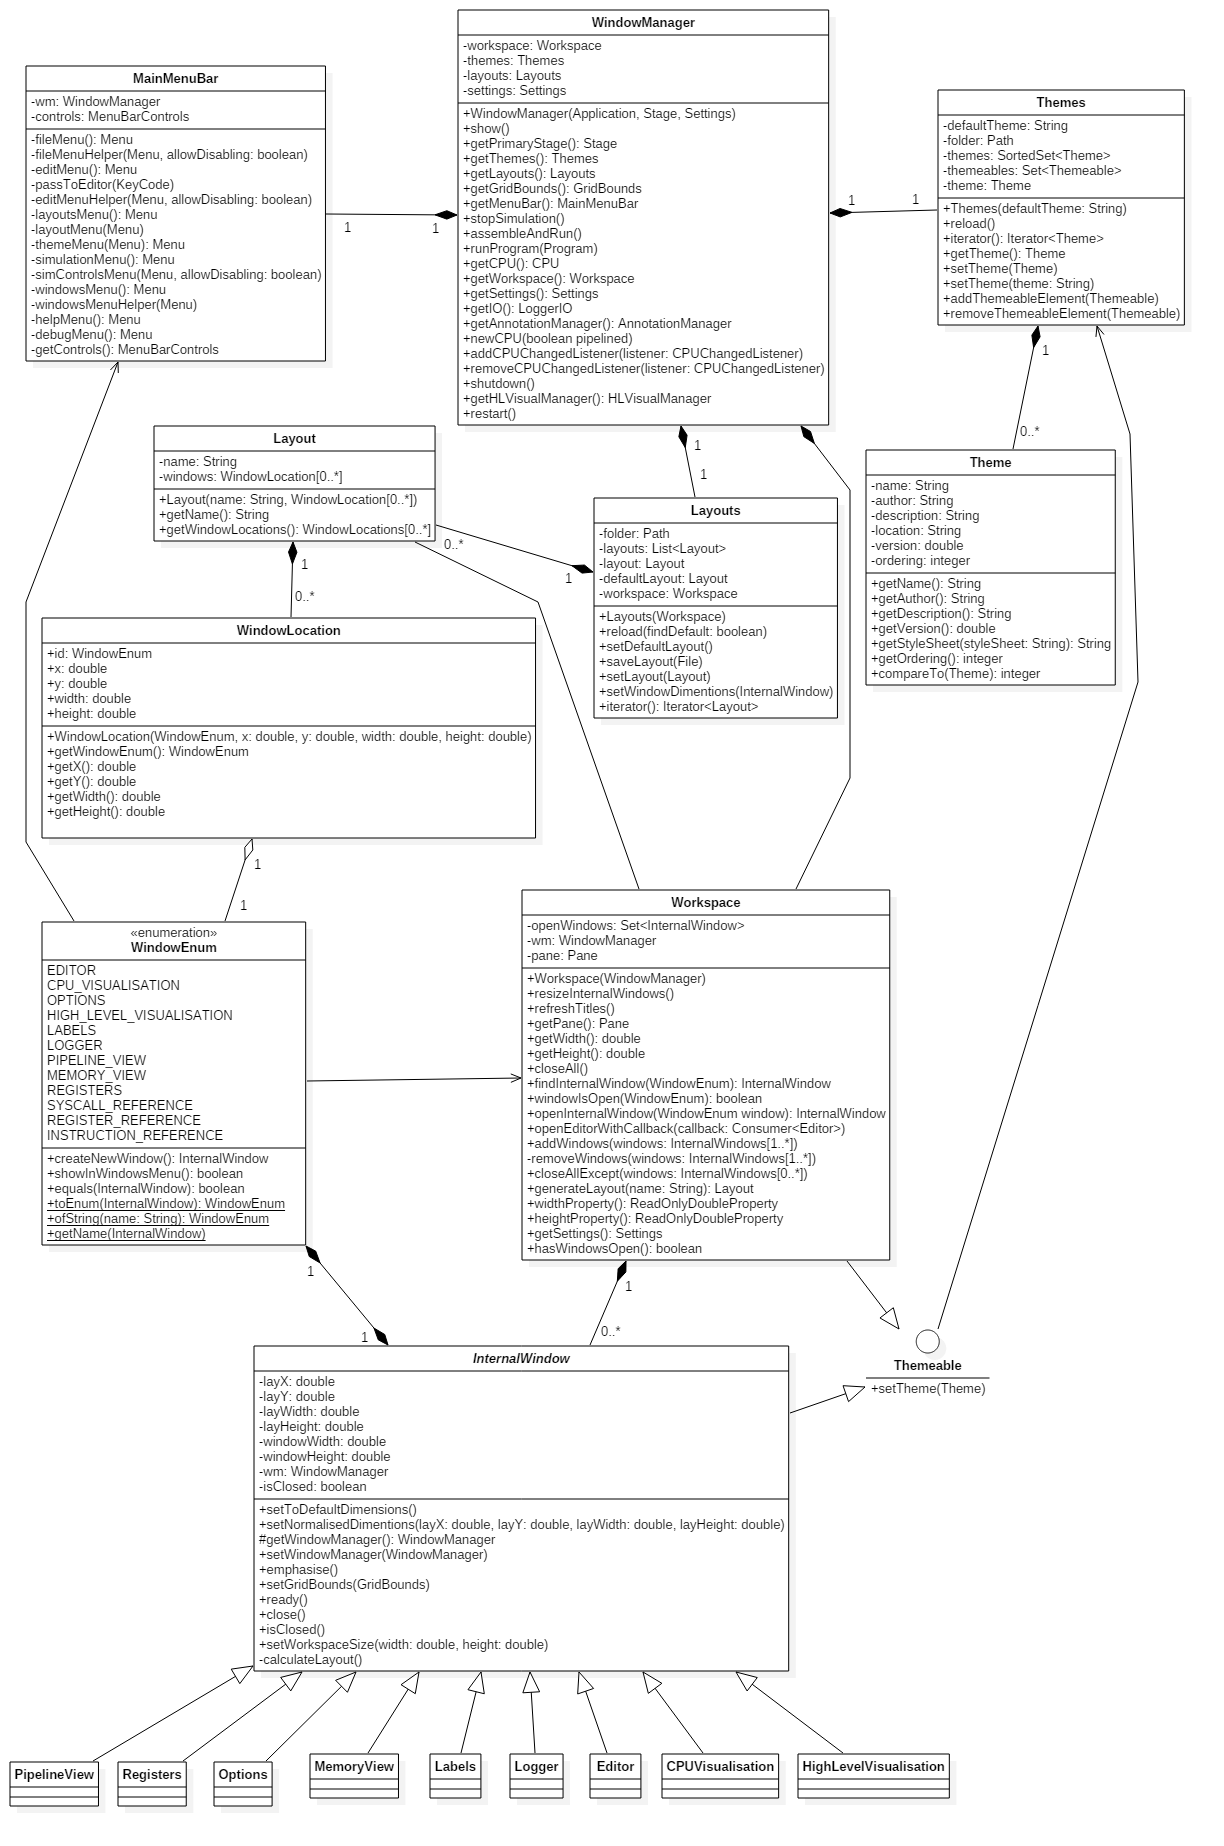 WindowManager
-workspace: Workspace
-themes: Themes
-layouts: Layouts
-settings: Settings
+WindowManager(Application, Stage, Settings)
+show()
+getPrimaryStage(): Stage
+getThemes(): Themes
+getLayouts(): Layouts
+getGridBounds(): GridBounds
+getMenuBar(): MainMenuBar
+stopSimulation()
+assembleAndRun()
+runProgram(Program)
+getCPU(): CPU
+getWorkspace(): Workspace
+getSettings(): Settings
+getIO(): LoggerIO
+getAnnotationManager(): AnnotationManager
+newCPU(boolean pipelined)
+addCPUChangedListener(listener: CPUChangedListener)
+removeCPUChangedListener(listener: CPUChangedListener)
+shutdown()
+getHLVisualManager(): HLVisualManager
+restart()
MainMenuBar
-wm: WindowManager
-controls: MenuBarControls
-fileMenu(): Menu
-fileMenuHelper(Menu, allowDisabling: boolean)
-editMenu(): Menu
-passToEditor(KeyCode)
-editMenuHelper(Menu, allowDisabling: boolean)
-layoutsMenu(): Menu
-layoutMenu(Menu)
-themeMenu(Menu): Menu
-simulationMenu(): Menu
-simControlsMenu(Menu, allowDisabling: boolean)
-windowsMenu(): Menu
-windowsMenuHelper(Menu)
-helpMenu(): Menu
-debugMenu(): Menu
-getControls(): MenuBarControls
1
1
1
1
Themes
-defaultTheme: String
-folder: Path
-themes: SortedSet<Theme>
-themeables: Set<Themeable>
-theme: Theme
+Themes(defaultTheme: String)
+reload()
+iterator(): Iterator<Theme>
+getTheme(): Theme
+setTheme(Theme)
+setTheme(theme: String)
+addThemeableElement(Themeable)
+removeThemeableElement(Themeable)
1
0..*
Theme
-name: String
-author: String
-description: String
-location: String
-version: double
-ordering: integer
+getName(): String
+getAuthor(): String
+getDescription(): String
+getVersion(): double
+getStyleSheet(styleSheet: String): String
+getOrdering(): integer
+compareTo(Theme): integer
Layout
-name: String
-windows: WindowLocation[0..*]
+Layout(name: String, WindowLocation[0..*])
+getName(): String
+getWindowLocations(): WindowLocations[0..*]
1
1
0..*
1
Layouts
-folder: Path
-layouts: List<Layout>
-layout: Layout
-defaultLayout: Layout
-workspace: Workspace
+Layouts(Workspace)
+reload(findDefault: boolean)
+setDefaultLayout()
+saveLayout(File)
+setLayout(Layout)
+setWindowDimentions(InternalWindow)
+iterator(): Iterator<Layout>
1
0..*
WindowLocation
+id: WindowEnum
+x: double
+y: double
+width: double
+height: double
+WindowLocation(WindowEnum, x: double, y: double, width: double, height: double)
+getWindowEnum(): WindowEnum
+getX(): double
+getY(): double
+getWidth(): double
+getHeight(): double
1
1
«enumeration»
WindowEnum
EDITOR
CPU_VISUALISATION
OPTIONS
HIGH_LEVEL_VISUALISATION
LABELS
LOGGER
PIPELINE_VIEW
MEMORY_VIEW
REGISTERS
SYSCALL_REFERENCE
REGISTER_REFERENCE
INSTRUCTION_REFERENCE
+createNewWindow(): InternalWindow
+showInWindowsMenu(): boolean
+equals(InternalWindow): boolean
+toEnum(InternalWindow): WindowEnum
+ofString(name: String): WindowEnum
+getName(InternalWindow)
Workspace
-openWindows: Set<InternalWindow>
-wm: WindowManager
-pane: Pane
+Workspace(WindowManager)
+resizeInternalWindows()
+refreshTitles()
+getPane(): Pane
+getWidth(): double
+getHeight(): double
+closeAll()
+findInternalWindow(WindowEnum): InternalWindow
+windowIsOpen(WindowEnum): boolean
+openInternalWindow(WindowEnum window): InternalWindow
+openEditorWithCallback(callback: Consumer<Editor>)
+addWindows(windows: InternalWindows[1..*])
-removeWindows(windows: InternalWindows[1..*])
+closeAllExcept(windows: InternalWindows[0..*])
+generateLayout(name: String): Layout
+widthProperty(): ReadOnlyDoubleProperty
+heightProperty(): ReadOnlyDoubleProperty
+getSettings(): Settings
+hasWindowsOpen(): boolean
1
1
1
0..*
Themeable
+setTheme(Theme)
InternalWindow
-layX: double
-layY: double
-layWidth: double
-layHeight: double
-windowWidth: double
-windowHeight: double
-wm: WindowManager
-isClosed: boolean
+setToDefaultDimensions()
+setNormalisedDimentions(layX: double, layY: double, layWidth: double, layHeight: double)
#getWindowManager(): WindowManager
+setWindowManager(WindowManager)
+emphasise()
+setGridBounds(GridBounds)
+ready()
+close()
+isClosed()
+setWorkspaceSize(width: double, height: double)
-calculateLayout()
PipelineView
Registers
Options
MemoryView
Labels
Logger
Editor
CPUVisualisation
HighLevelVisualisation